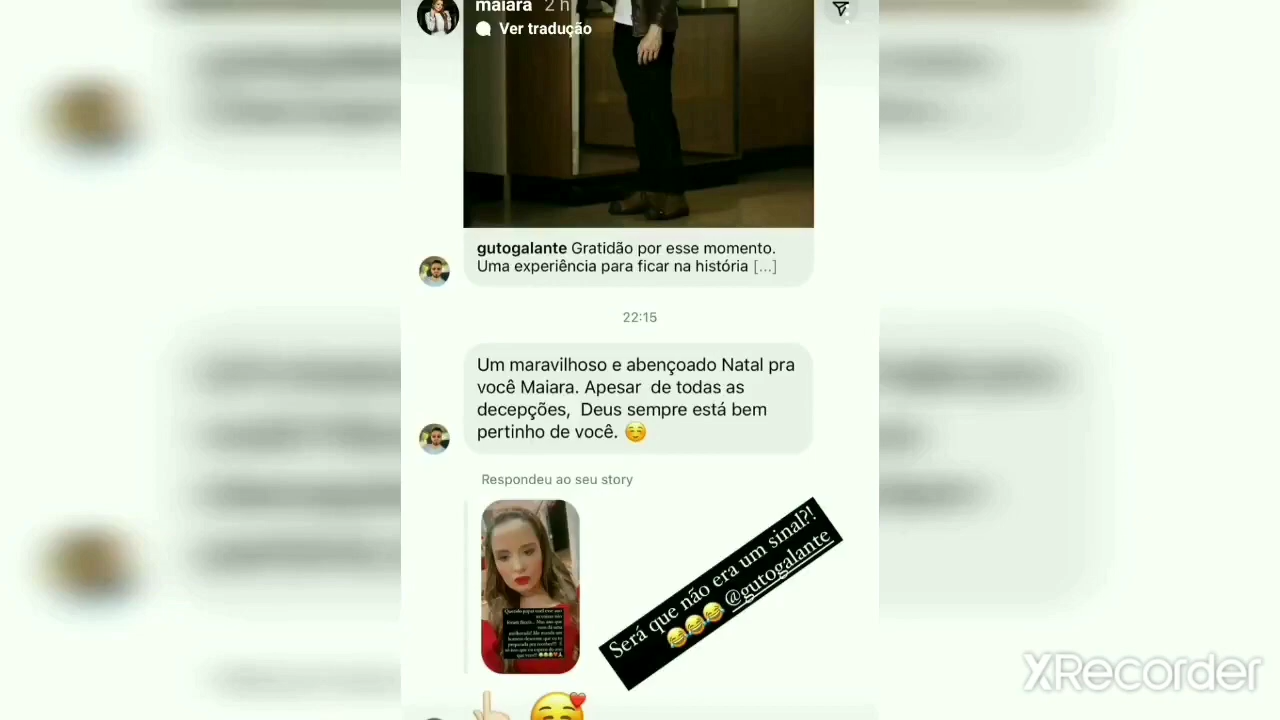 maiara 2 h
Ver tradução
gutogalante Gratidão por esse momento.
Uma experiência para ficar na história [...]
22:15
Um maravilhoso e abençoado Natal pra
você Maiara. Apesar de todas as
decepções, Deus sempre está bem
pertinho de você. ☺️
Respondeu ao seu story
Será que não era um sinal?!
😂😂😂 @gutogalante
XRecorder